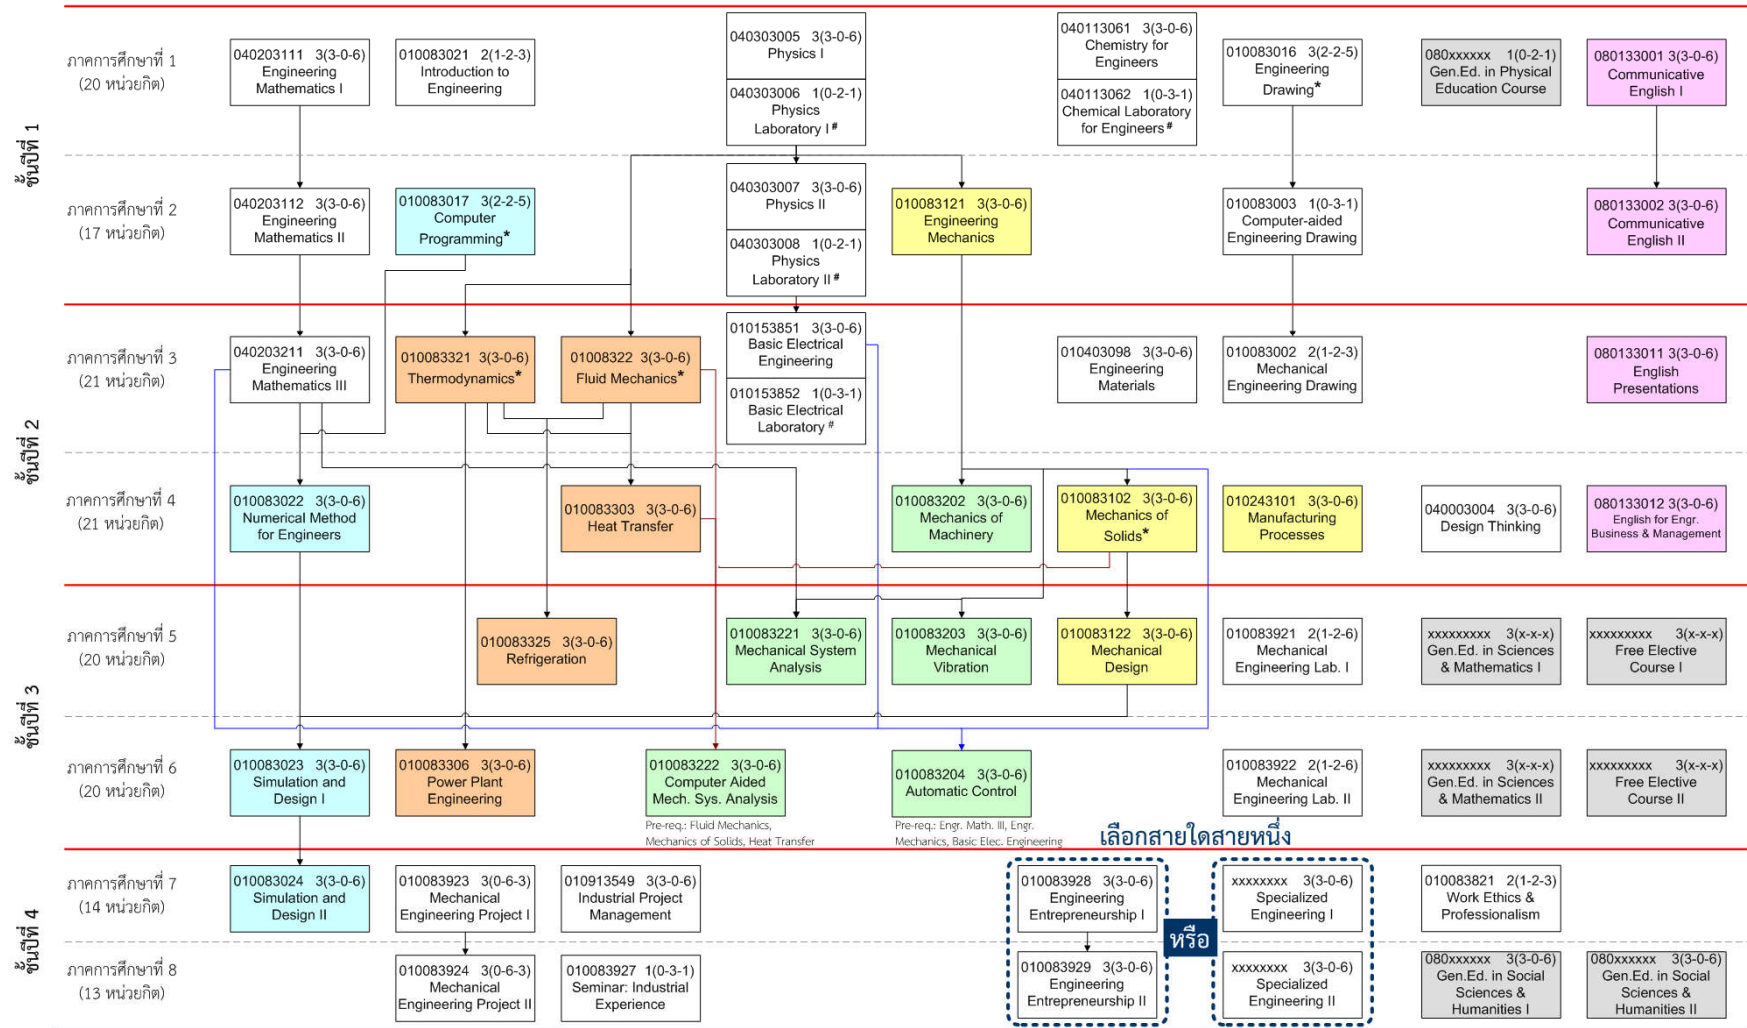 ชั้นปีที่ 1
ภาคการศึกษาที่ 1
(20 หน่วยกิต)
040203111 3(3-0-6)
Engineering
Mathematics I
010083021 2(1-2-3)
Introduction to
Engineering
040303005 3(3-0-6)
Physics I
040303006 1(0-2-1)
Physics
Laboratory I #
040113061 3(3-0-6)
Chemistry for
Engineers
040113062 1(0-3-1)
Chemical Laboratory
for Engineers #
010083016 3(2-2-5)
Engineering
Drawing*
080xxxxxx 1(0-2-1)
Gen.Ed. in Physical
Education Course
080133001 3(3-0-6)
Communicative
English I
ภาคการศึกษาที่ 2
(17 หน่วยกิต)
040203112 3(3-0-6)
Engineering
Mathematics II
010083017 3(2-2-5)
Computer
Programming*
040303007 3(3-0-6)
Physics II
040303008 1(0-2-1)
Physics
Laboratory II #
010083121 3(3-0-6)
Engineering
Mechanics
010083003 1(0-3-1)
Computer-aided
Engineering Drawing
080133002 3(3-0-6)
Communicative
English II
ชั้นปีที่ 2
ภาคการศึกษาที่ 3
(21 หน่วยกิต)
040203211 3(3-0-6)
Engineering
Mathematics III
010083321 3(3-0-6)
Thermodynamics*
01008322 3(3-0-6)
Fluid Mechanics*
010153851 3(3-0-6)
Basic Electrical
Engineering
010153852 1(0-3-1)
Basic Electrical
Laboratory #
010403098 3(3-0-6)
Engineering
Materials
010083002 2(1-2-3)
Mechanical
Engineering Drawing
080133011 3(3-0-6)
English
Presentations
ภาคการศึกษาที่ 4
(21 หน่วยกิต)
010083022 3(3-0-6)
Numerical Method
for Engineers
010083303 3(3-0-6)
Heat Transfer
010083202 3(3-0-6)
Mechanics of
Machinery
010083102 3(3-0-6)
Mechanics of
Solids*
010243101 3(3-0-6)
Manufacturing
Processes
040003004 3(3-0-6)
Design Thinking
080133012 3(3-0-6)
English for Engr.
Business & Management
ชั้นปีที่ 3
ภาคการศึกษาที่ 5
(20 หน่วยกิต)
010083325 3(3-0-6)
Refrigeration
010083221 3(3-0-6)
Mechanical System
Analysis
010083203 3(3-0-6)
Mechanical
Vibration
010083122 3(3-0-6)
Mechanical
Design
010083921 2(1-2-6)
Mechanical
Engineering Lab. I
xxxxxxxxx 3(x-x-x)
Gen.Ed. in Sciences
& Mathematics I
xxxxxxxxx 3(x-x-x)
Free Elective
Course I
ภาคการศึกษาที่ 6
(20 หน่วยกิต)
010083023 3(3-0-6)
Simulation and
Design I
010083306 3(3-0-6)
Power Plant
Engineering
010083222 3(3-0-6)
Computer Aided
Mech. Sys. Analysis
Pre-req.: Fluid Mechanics,
Mechanics of Solids, Heat Transfer
010083204 3(3-0-6)
Automatic Control
Pre-req.: Engr. Math. III, Engr.
Mechanics, Basic Elec. Engineering
010083922 2(1-2-6)
Mechanical
Engineering Lab. II
xxxxxxxxx 3(x-x-x)
Gen.Ed. in Sciences
& Mathematics II
xxxxxxxxx 3(x-x-x)
Free Elective
Course II
เลือกสายใดสายหนึ่ง
ชั้นปีที่ 4
ภาคการศึกษาที่ 7
(14 หน่วยกิต)
010083024 3(3-0-6)
Simulation and
Design II
010083923 3(0-6-3)
Mechanical
Engineering Project I
010913549 3(3-0-6)
Industrial Project
Management
010083928 3(3-0-6)
Engineering
Entrepreneurship I
หรือ
xxxxxxxx 3(3-0-6)
Specialized
Engineering I
010083821 2(1-2-3)
Work Ethics &
Professionalism
ภาคการศึกษาที่ 8
(13 หน่วยกิต)
010083924 3(0-6-3)
Mechanical
Engineering Project II
010083927 1(0-3-1)
Seminar: Industrial
Experience
010083929 3(3-0-6)
Engineering
Entrepreneurship II
xxxxxxxx 3(3-0-6)
Specialized
Engineering II
080xxxxxx 3(3-0-6)
Gen.Ed. in Social
Sciences &
Humanities I
080xxxxxx 3(3-0-6)
Gen.Ed. in Social
Sciences &
Humanities II